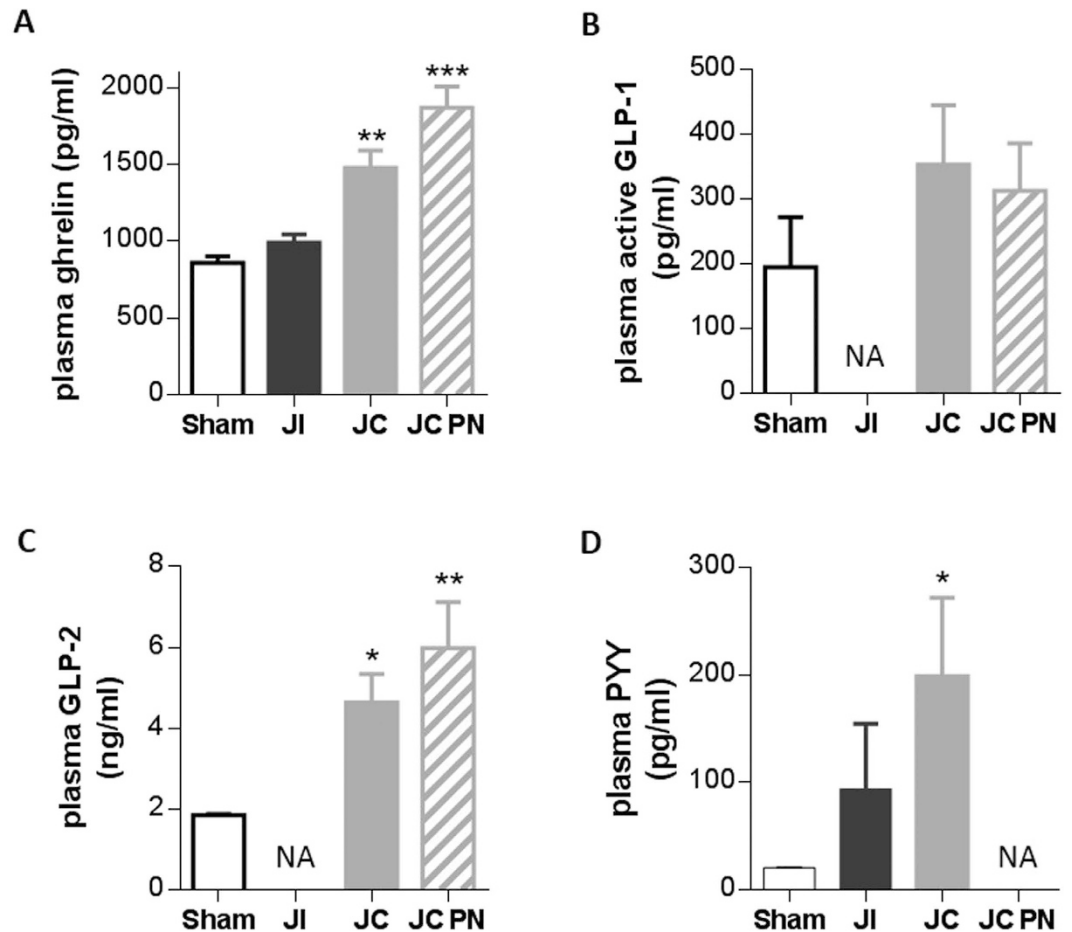 A
plasma ghrelin (pg/ml)
2000
1500
1000
500
0
**
***
Sham JI JC JC PN
B
plasma active GLP-1
(pg/ml)
500
400
300
200
100
0
NA
Sham JI JC JC PN
C
plasma GLP-2
(ng/ml)
8
6
4
2
0
NA
*
**
Sham JI JC JC PN
D
plasma PYY
(pg/ml)
300
200
100
0
*
NA
Sham JI JC JC PN